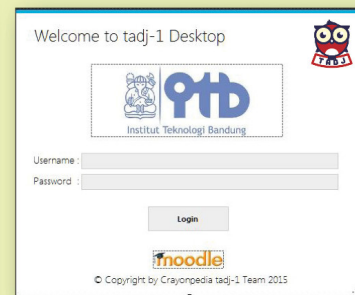 Welcome to tadj-1 Desktop
TADJ
itb
Institut Teknologi Bandung
Username :
Password :
Login
moodle
© Copyright by Crayonpedia tadj-1 Team 2015